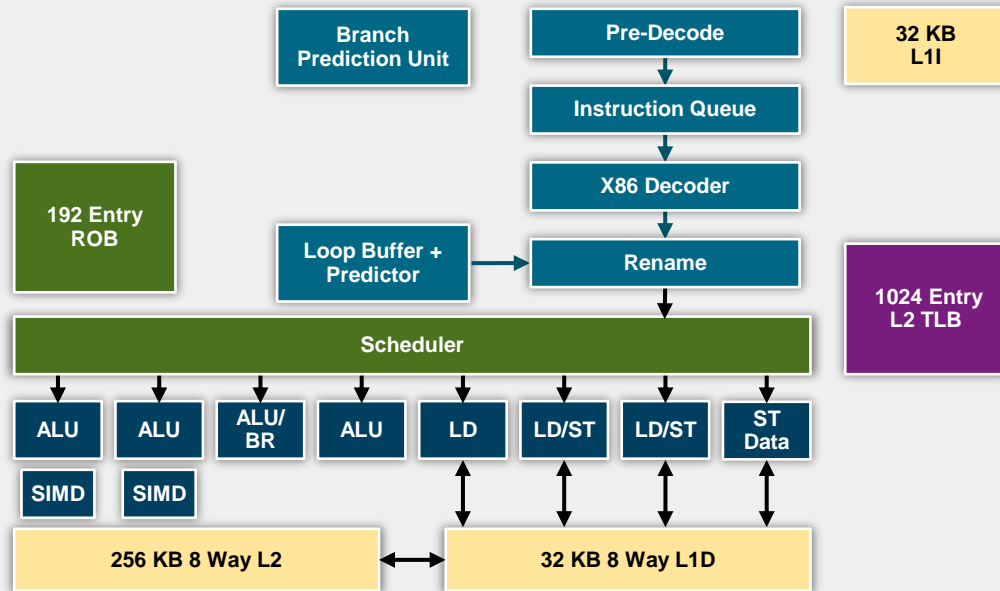 Branch
Prediction Unit
Pre-Decode
32 KB
L1I
Instruction Queue
X86 Decoder
192 Entry
ROB
Loop Buffer +
Predictor
Rename
1024 Entry
L2 TLB
Scheduler
ALU
ALU
ALU/
BR
ALU
LD
LD/ST
LD/ST
ST
Data
SIMD
SIMD
256 KB 8 Way L2
32 KB 8 Way L1D